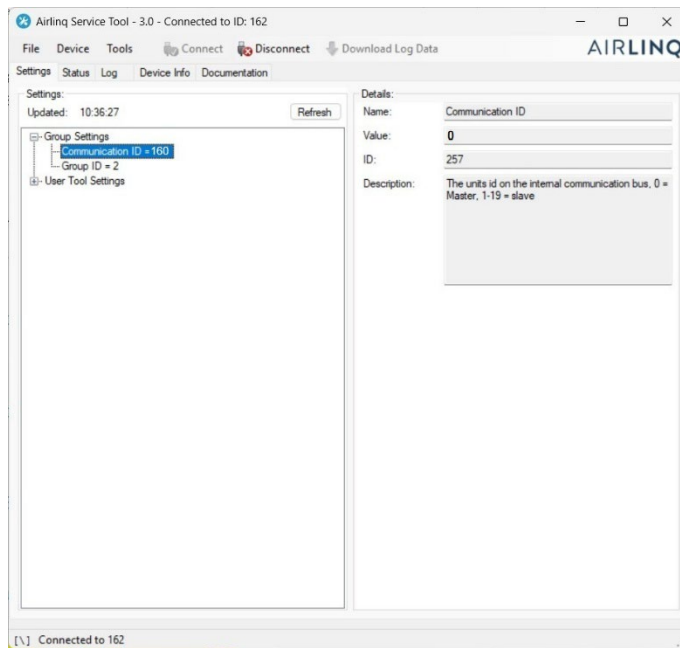 Airlinq Service Tool - 3.0 - Connected to ID: 162
File Device Tools Connect Disconnect Download Log Data AIRLINQ
Settings Status Log Device Info Documentation
Settings:
Updated: 10:36:27 Refresh
Group Settings
Communication ID =160
Group ID = 2
User Tool Settings
Details:
Name: Communication ID
Value: 0
ID: 257
Description: The units id on the internal communication bus, 0 =
Master, 1-19 = slave
[\] Connected to 162